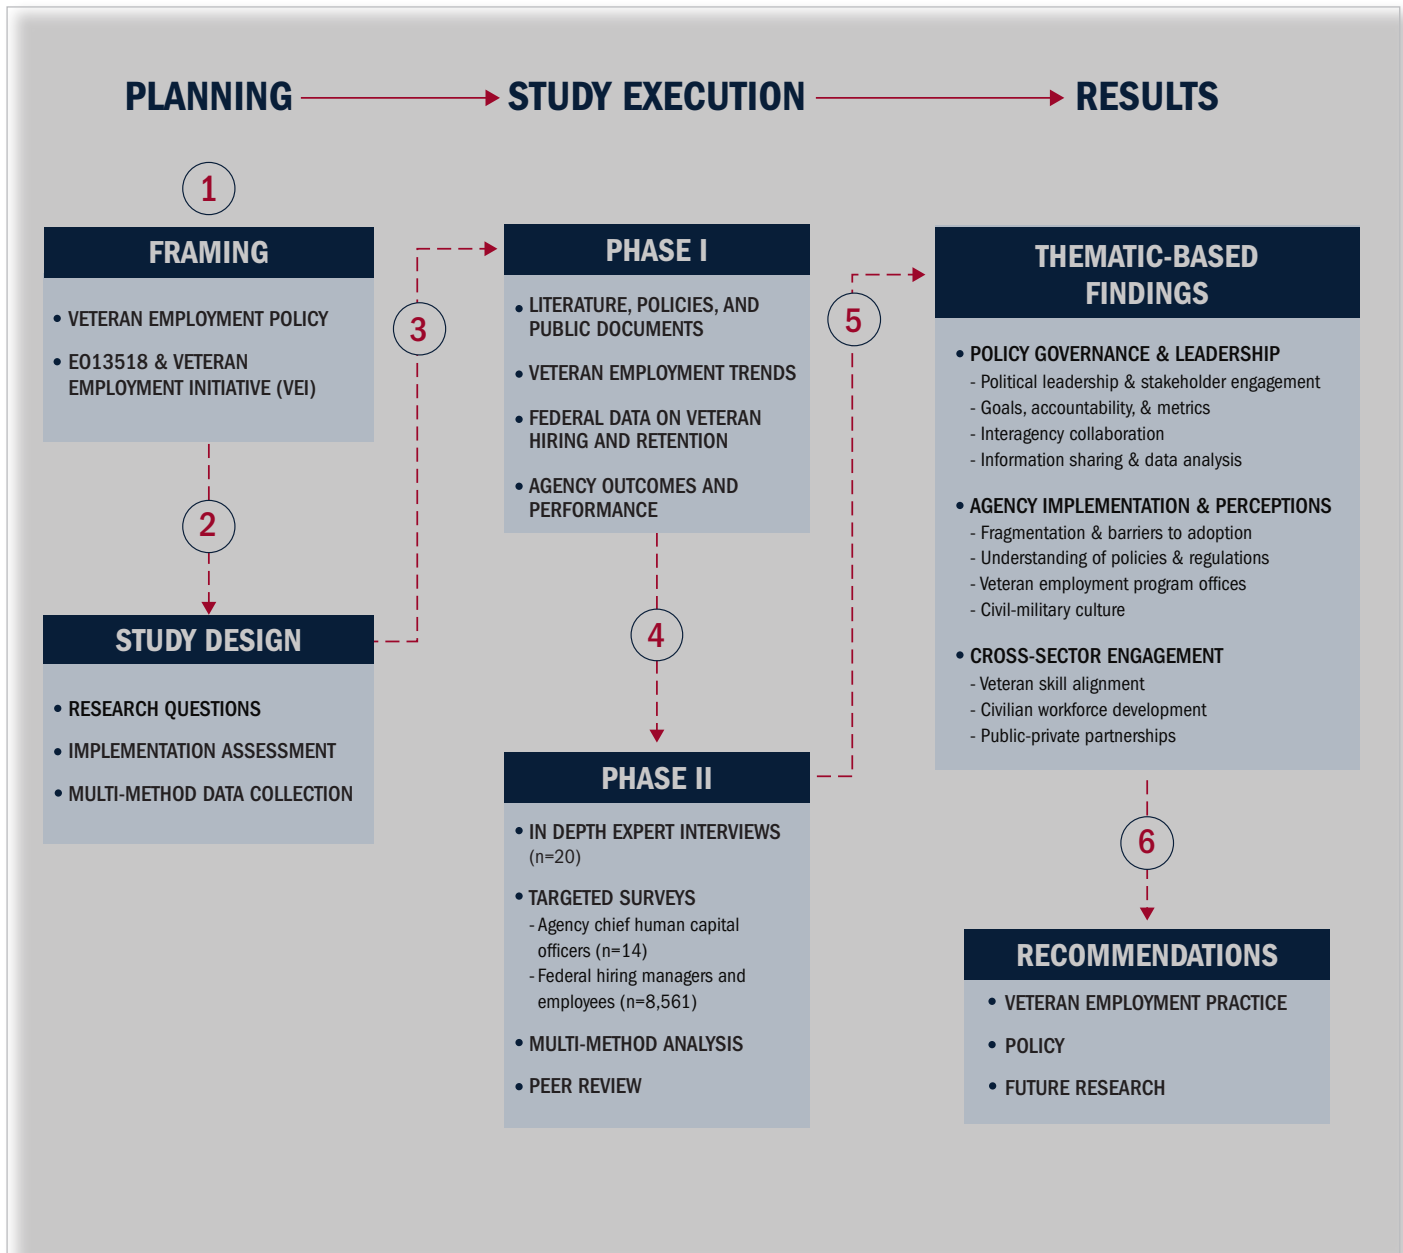 PLANNING
STUDY EXECUTION
RESULTS
1
FRAMING
• VETERAN EMPLOYMENT POLICY
• EO13518 & VETERAN
EMPLOYMENT INITIATIVE (VEI)
2
STUDY DESIGN
• RESEARCH QUESTIONS
• IMPLEMENTATION ASSESSMENT
• MULTI-METHOD DATA COLLECTION
3
PHASE I
• LITERATURE, POLICIES, AND
PUBLIC DOCUMENTS
• VETERAN EMPLOYMENT TRENDS
• FEDERAL DATA ON VETERAN
HIRING AND RETENTION
• AGENCY OUTCOMES AND
PERFORMANCE
4
PHASE II
• IN DEPTH EXPERT INTERVIEWS
(n=20)
• TARGETED SURVEYS
- Agency chief human capital
officers (n=14)
- Federal hiring managers and
employees (n=8,561)
• MULTI-METHOD ANALYSIS
• PEER REVIEW
5
THEMATIC-BASED
FINDINGS
• POLICY GOVERNANCE & LEADERSHIP
- Political leadership & stakeholder engagement
- Goals, accountability, & metrics
- Interagency collaboration
- Information sharing & data analysis
• AGENCY IMPLEMENTATION & PERCEPTIONS
- Fragmentation & barriers to adoption
- Understanding of policies & regulations
- Veteran employment program offices
- Civil-military culture
• CROSS-SECTOR ENGAGEMENT
- Veteran skill alignment
- Civilian workforce development
- Public-private partnerships
6
RECOMMENDATIONS
• VETERAN EMPLOYMENT PRACTICE
• POLICY
• FUTURE RESEARCH